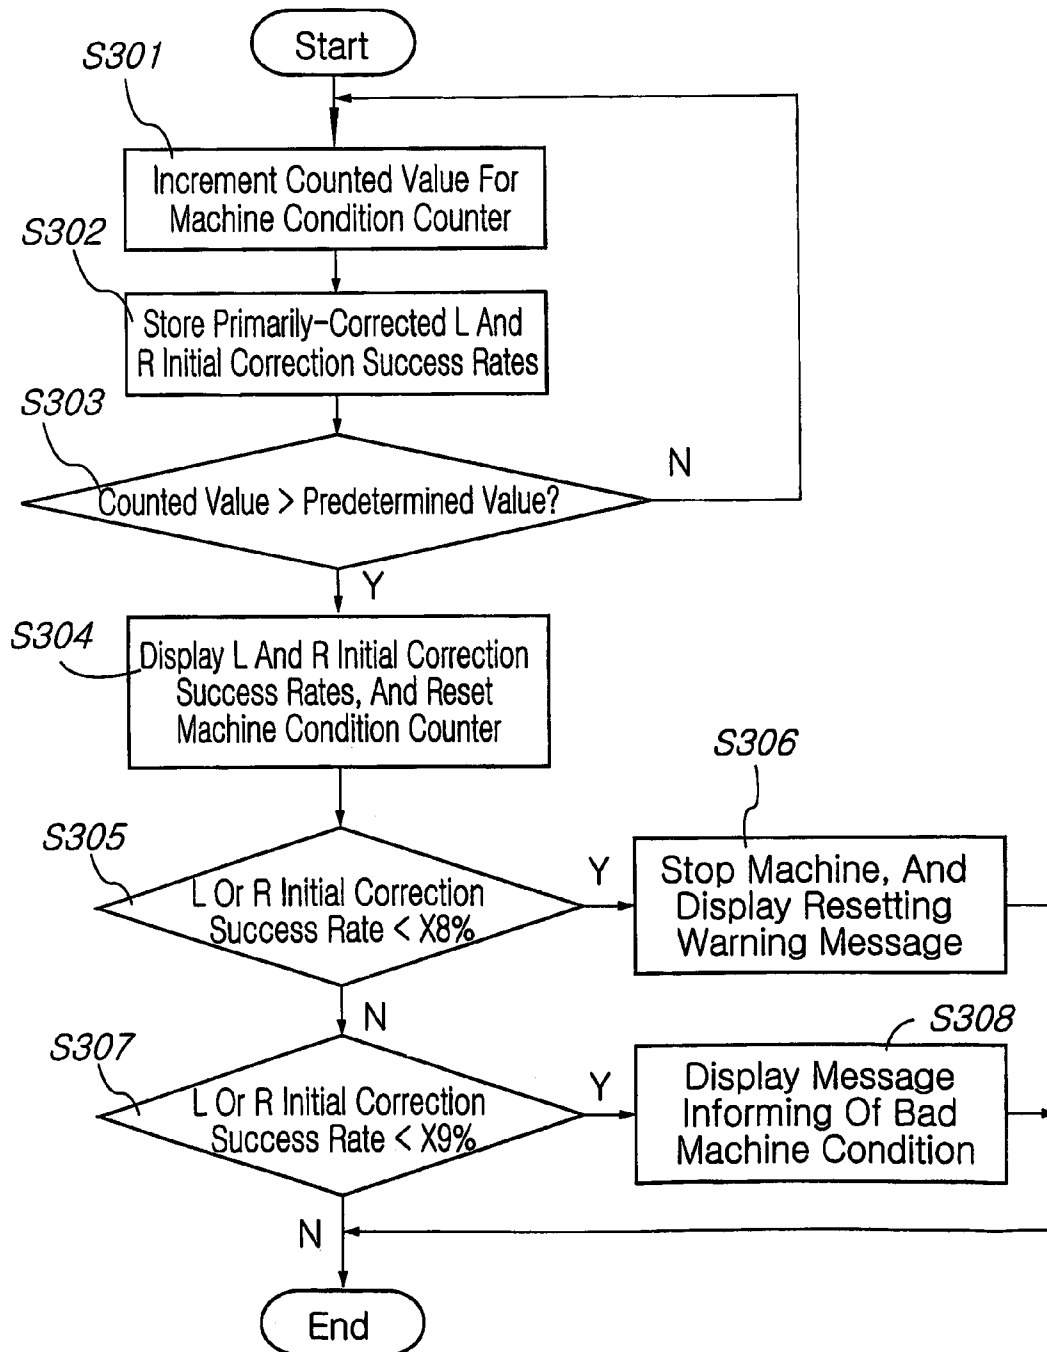 Start
S301
Increment Counted Value For
Machine Condition Counter
S302
Store Primarily-Corrected L And
R Initial Correction Success Rates
S303
Counted Value > Predetermined Value?
N
Y
S304
Display L And R Initial Correction
Success Rates, And Reset
Machine Condition Counter
S305
L Or R Initial Correction
Success Rate < X8%
Y
S306
Stop Machine, And
Display Resetting
Warning Message
N
S307
L Or R Initial Correction
Success Rate < X9%
Y
S308
Display Message
Informing Of Bad
Machine Condition
N
End